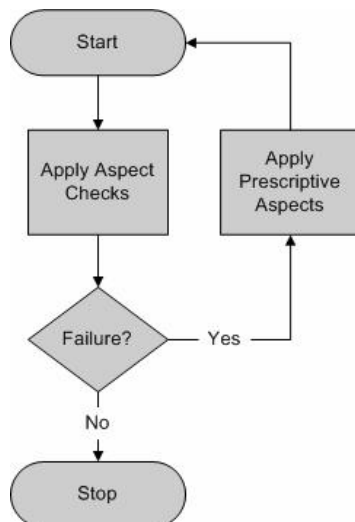 Start
Apply Aspect
Checks
Apply
Prescriptive
Aspects
Failure?
Yes
No
Stop